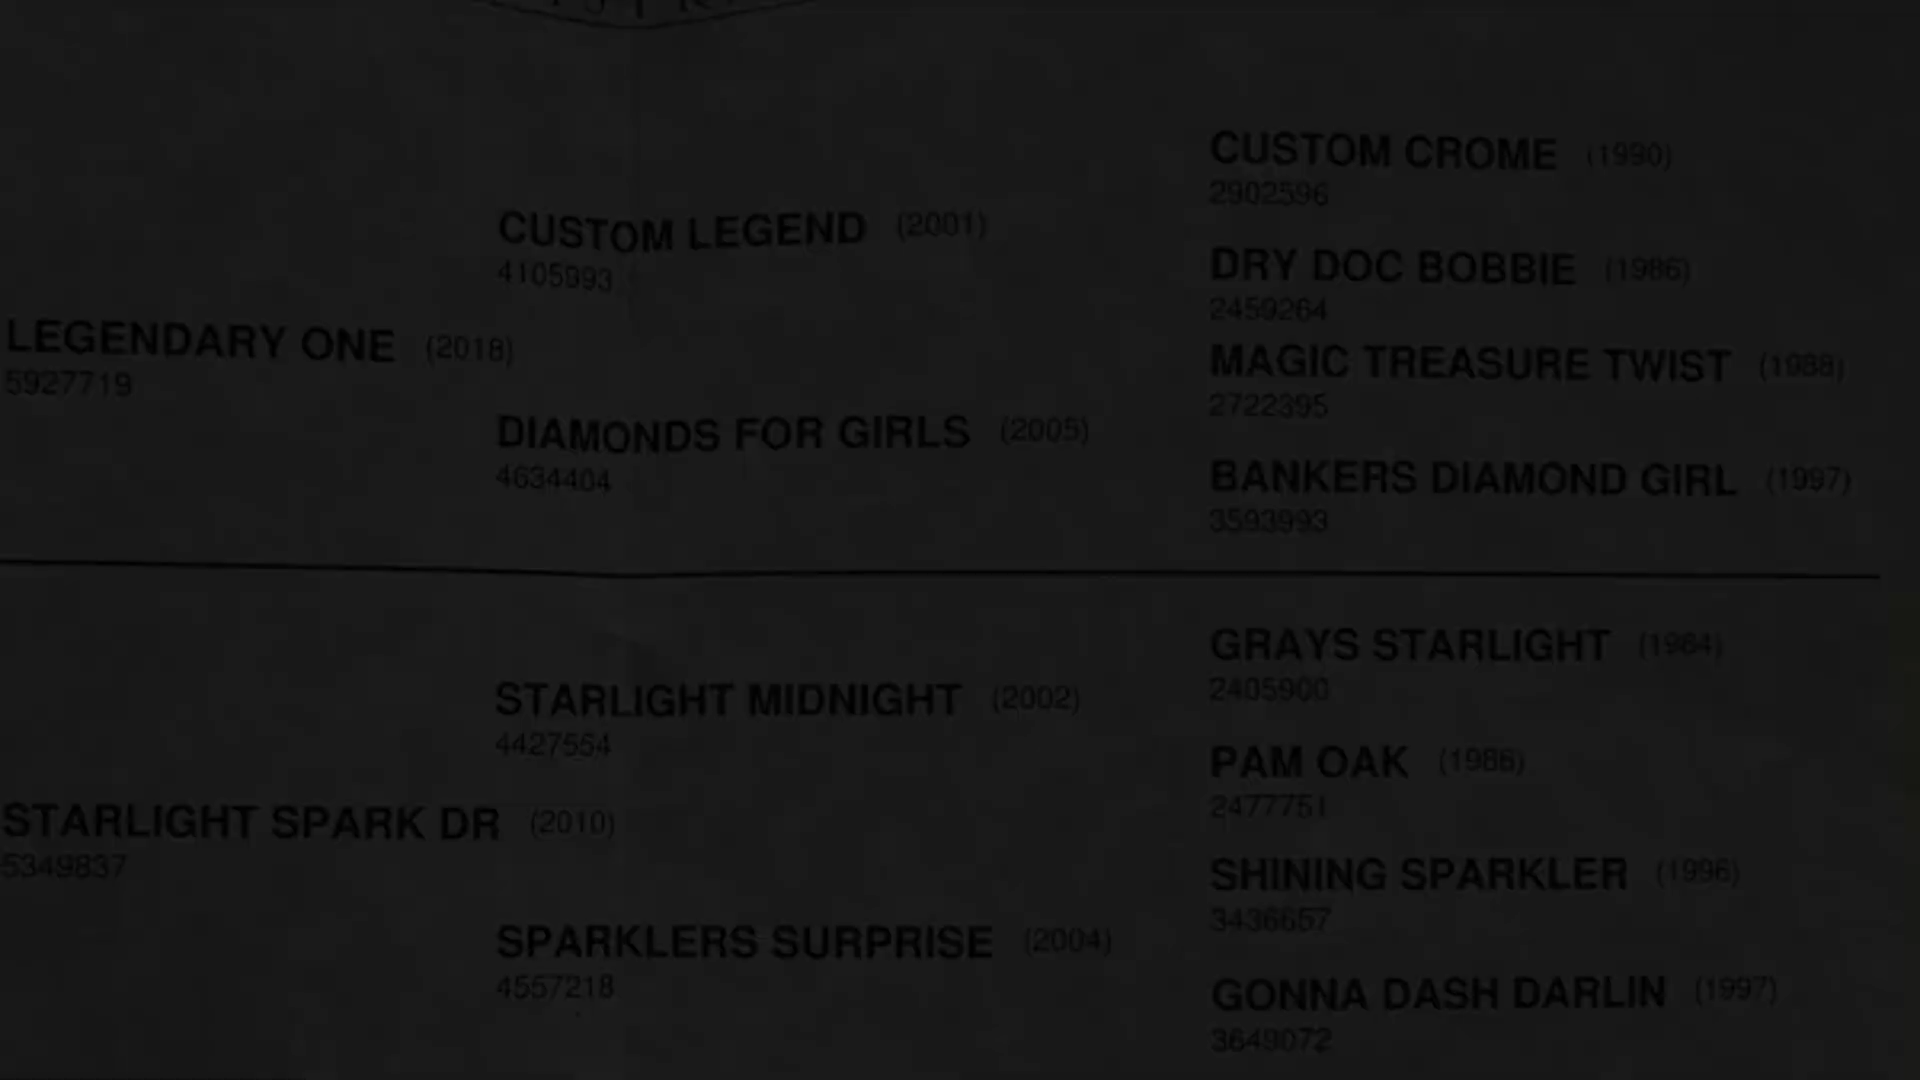 CUSTOM CROME (1990)
2902596
CUSTOM LEGEND (2001)
4105993
DRY DOC BOBBIE (1986)
2459264
LEGENDARY ONE (2018)
5927719
MAGIC TREASURE TWIST (1988)
2722395
DIAMONDS FOR GIRLS (2005)
4634404
BANKERS DIAMOND GIRL (1997)
3593993
GRAYS STARLIGHT (1984)
2405900
STARLIGHT MIDNIGHT (2002)
4427554
PAM OAK (1986)
2477751
STARLIGHT SPARK DR (2010)
5349837
SHINING SPARKLER (1996)
3436657
SPARKLERS SURPRISE (2004)
4557218
GONNA DASH DARLIN (1997)
3649072